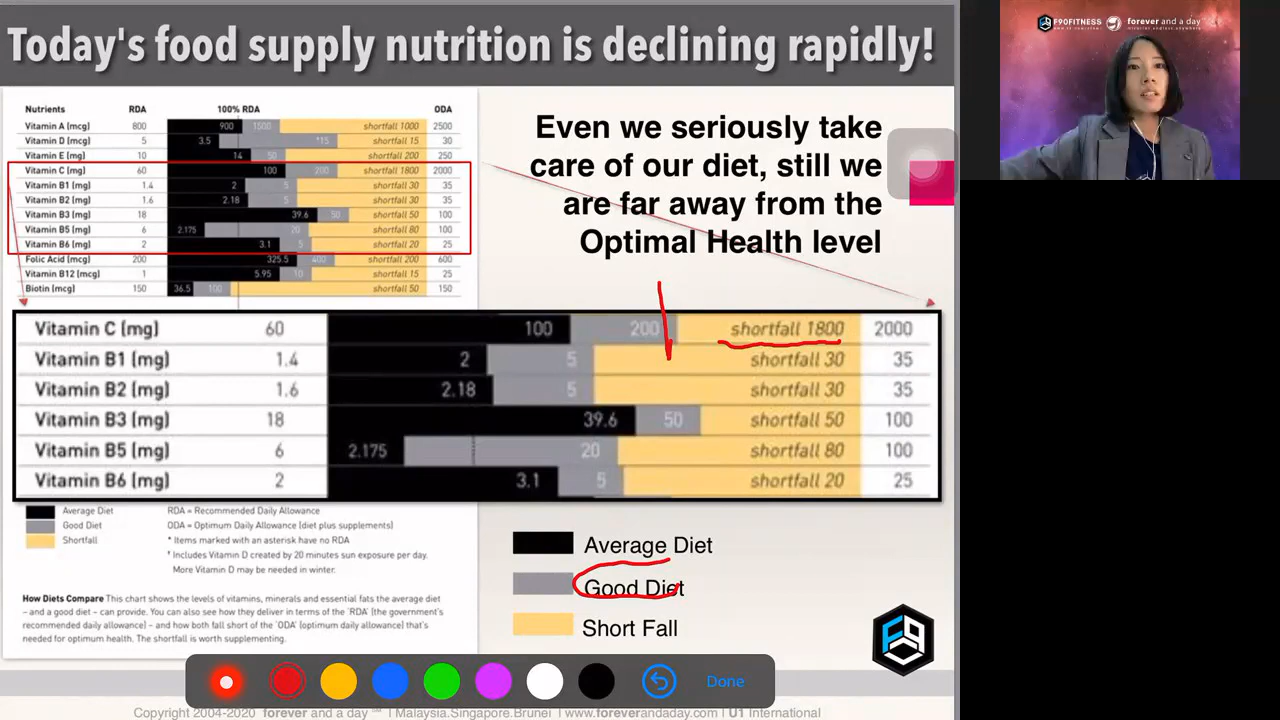 Today's food supply nutrition is declining rapidly!
F90FITNESS
forever and a day
Nutrients RDA 100% RDA ODA
Vitamin A (mcg) 800 900 1500 shortfall 1000 2500
Vitamin D (mcg) 5 3.5 *15 shortfall 15 30
Vitamin E (mg) 10 14 50 shortfall 200 250
Vitamin C (mg) 60 100 200 shortfall 1800 2000
Vitamin B1 (mg) 1.4 2 5 shortfall 30 35
Vitamin B2 (mg) 1.6 2.18 5 shortfall 30 35
Vitamin B3 (mg) 18 39.6 50 shortfall 50 100
Vitamin B5 (mg) 6 2.175 20 shortfall 80 100
Vitamin B6 (mg) 2 3.1 5 shortfall 20 25
Folic Acid (mcg) 200 325.5 400 shortfall 200 600
Vitamin B12 (mcg) 1 5.95 10 shortfall 15 25
Biotin (mcg) 150 36.5 100 shortfall 50 150
Even we seriously take
care of our diet, still we
are far away from the
Optimal Health level
Vitamin C (mg) 60 100 200 shortfall 1800 2000
Vitamin B1 (mg) 1.4 2 5 shortfall 30 35
Vitamin B2 (mg) 1.6 2.18 5 shortfall 30 35
Vitamin B3 (mg) 18 39.6 50 shortfall 50 100
Vitamin B5 (mg) 6 2.175 20 shortfall 80 100
Vitamin B6 (mg) 2 3.1 5 shortfall 20 25
Average Diet RDA = Recommended Daily Allowance
Good Diet ODA = Optimum Daily Allowance (diet plus supplements)
Shortfall * Items marked with an asterisk have no RDA
Includes Vitamin D created by 20 minutes sun exposure per day.
More Vitamin D may be needed in winter.
How Diets Compare This chart shows the levels of vitamins, minerals and essential fats the average diet
– and a good diet – can provide. You can also see how they deliver in terms of the 'RDA' (the government's
recommended daily allowance) – and how both fall short of the 'ODA' (optimum daily allowance) that's
needed for optimum health. The shortfall is worth supplementing.
Average Diet
Good Diet
Short Fall
F9
Done
Copyright 2004-2020 forever and a day SM | Malaysia.Singapore.Brunei | www.foreverandaday.com | U1 International